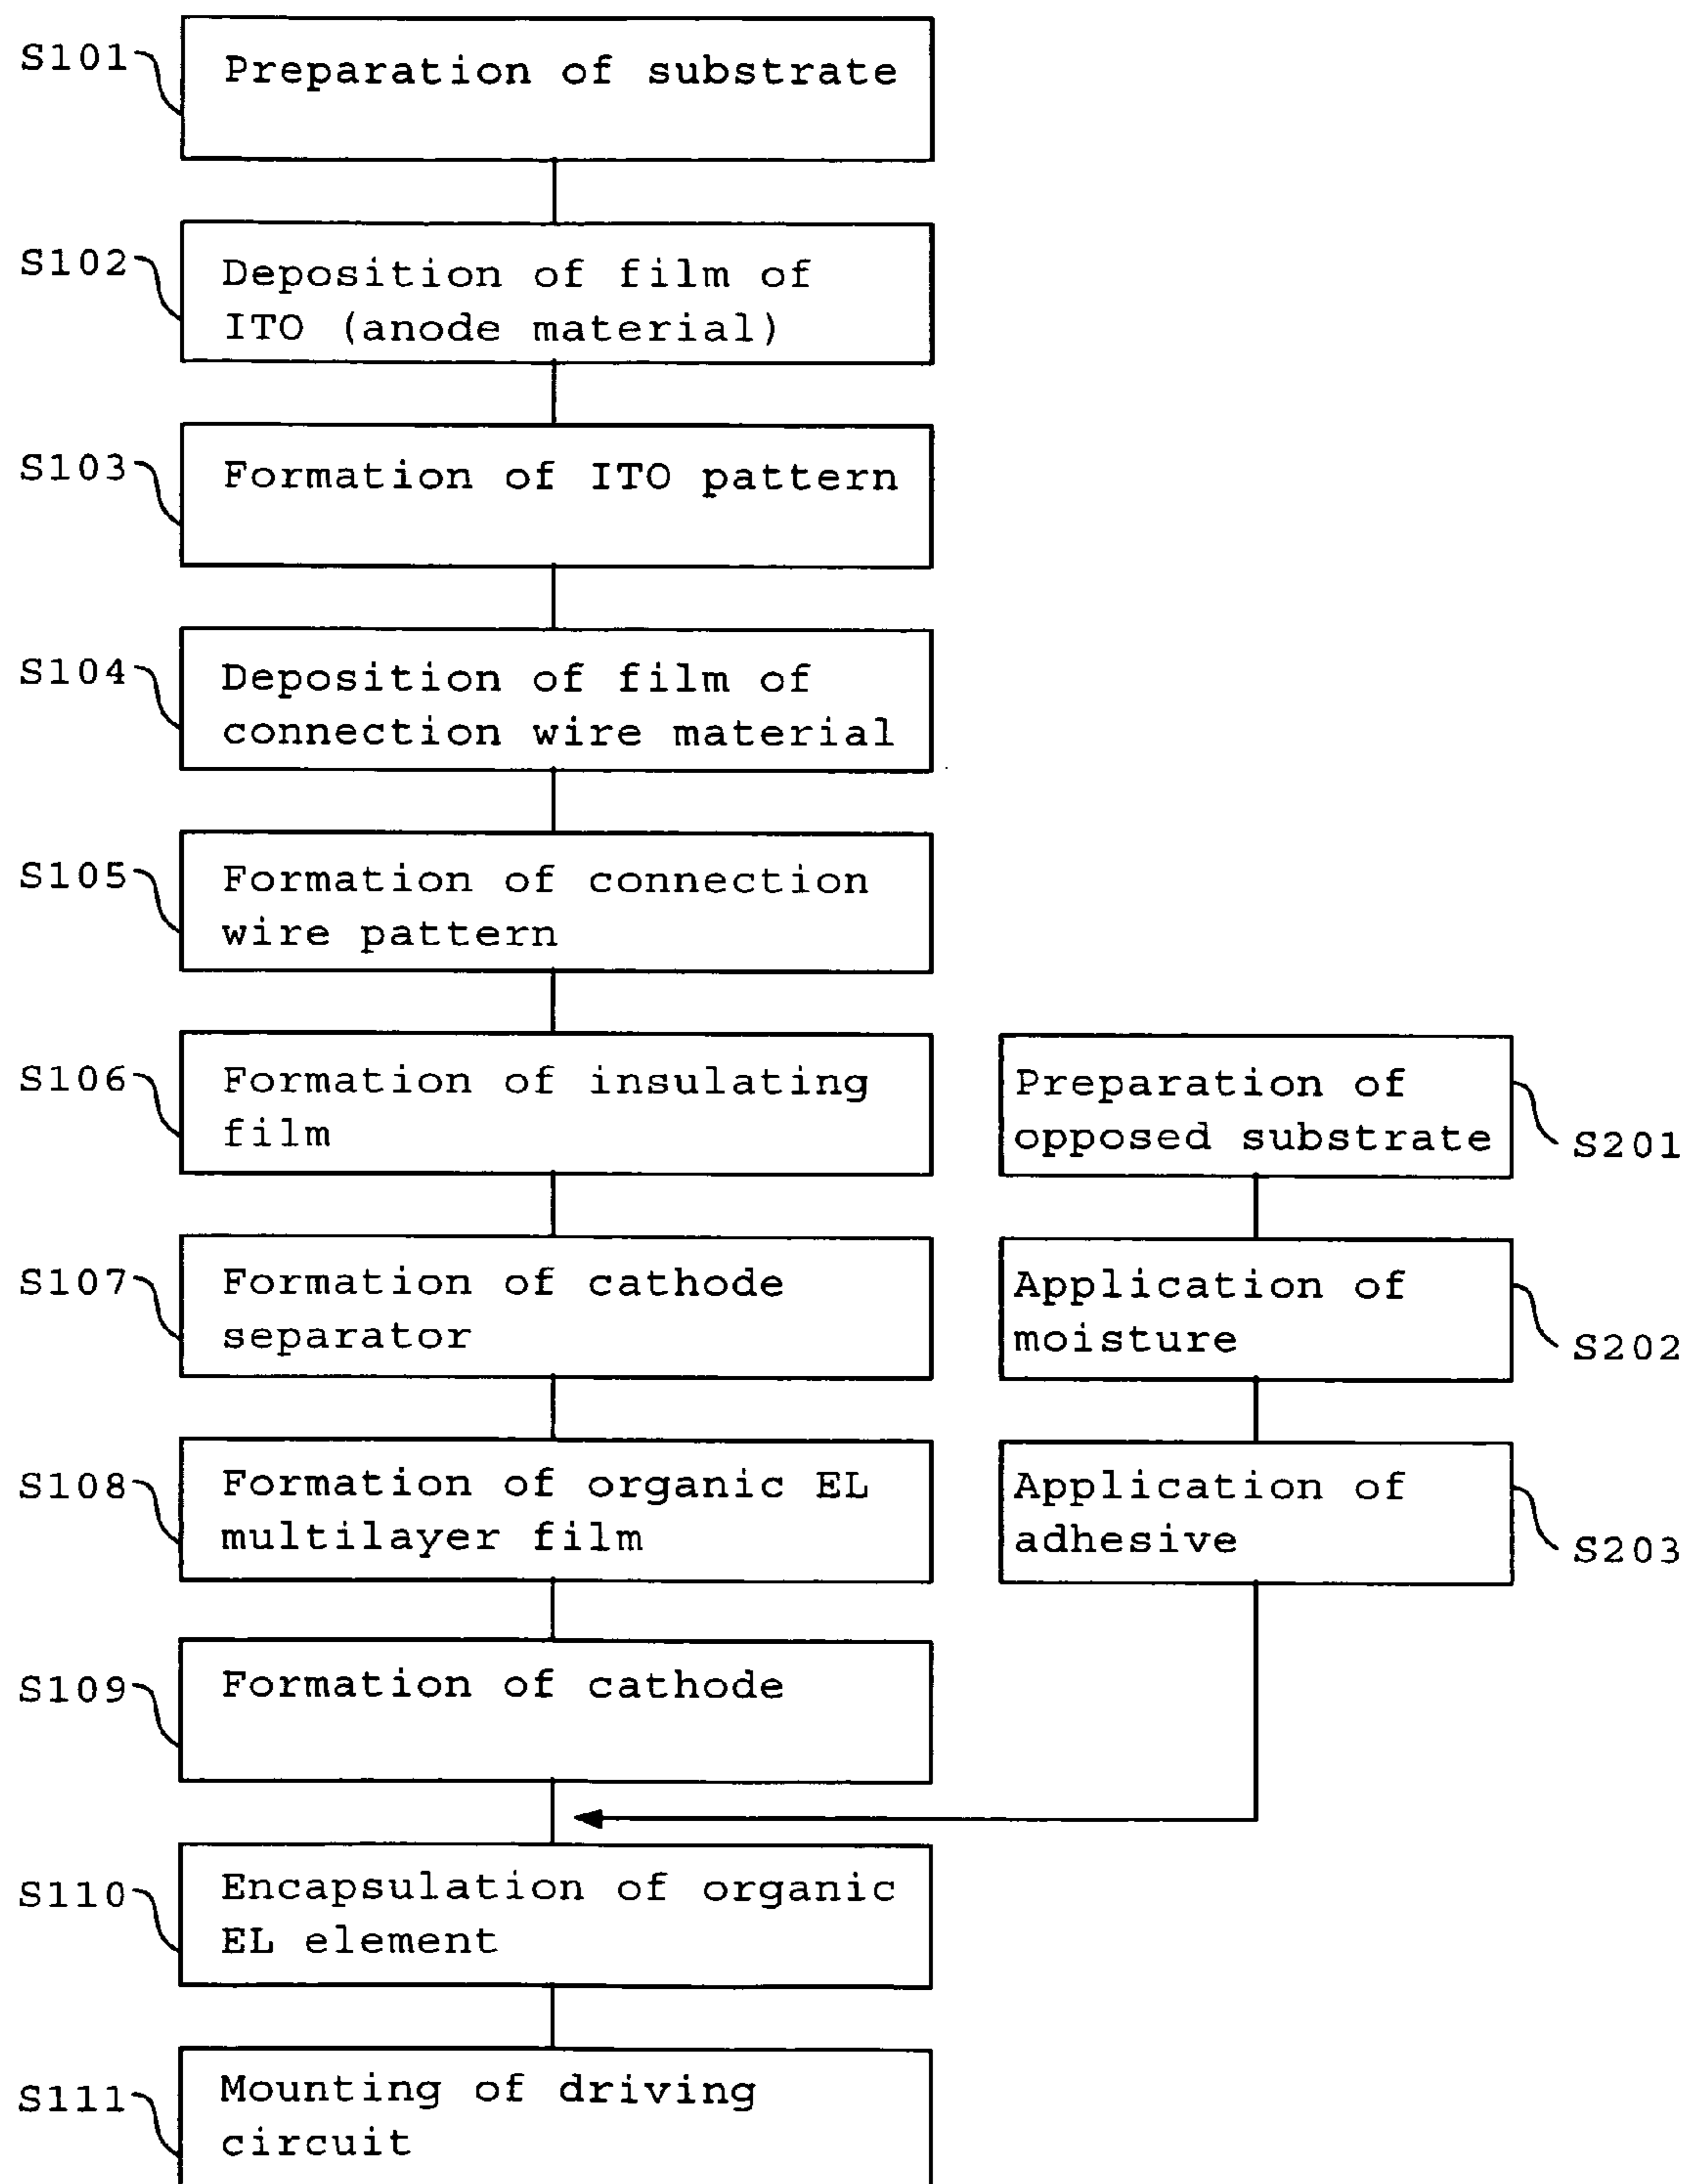 S101
Preparation of substrate
S102
Deposition of film of
ITO (anode material)
S103
Formation of ITO pattern
S104
Deposition of film of
connection wire material
S105
Formation of connection
wire pattern
S106
Formation of insulating
film
S107
Formation of cathode
separator
S108
Formation of organic EL
multilayer film
S109
Formation of cathode
Preparation of
opposed substrate
S201
Application of
moisture
S202
Application of
adhesive
S203
S110
Encapsulation of organic
EL element
S111
Mounting of driving
circuit